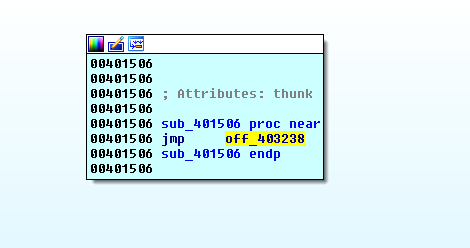 00401506
00401506
00401506 ; Attributes: thunk
00401506
00401506 sub_401506 proc near
00401506 jmp off_403238
00401506 sub_401506 endp
00401506